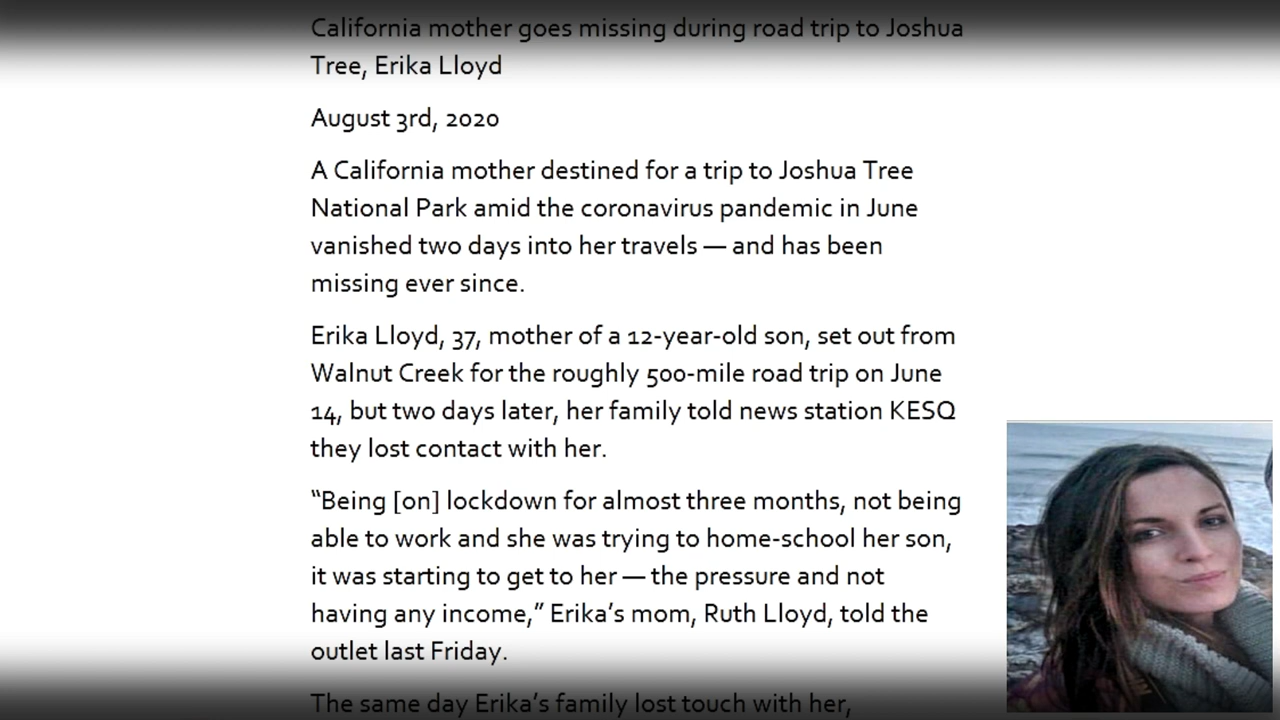 California mother goes missing during road trip to Joshua
Tree, Erika Lloyd
August 3rd, 2020
A California mother destined for a trip to Joshua Tree
National Park amid the coronavirus pandemic in June
vanished two days into her travels — and has been
missing ever since.
Erika Lloyd, 37, mother of a 12-year-old son, set out from
Walnut Creek for the roughly 500-mile road trip on June
14, but two days later, her family told news station KESQ
they lost contact with her.
“Being [on] lockdown for almost three months, not being
able to work and she was trying to home-school her son,
it was starting to get to her — the pressure and not
having any income,” Erika’s mom, Ruth Lloyd, told the
outlet last Friday.
The same day Erika’s family lost touch with her,